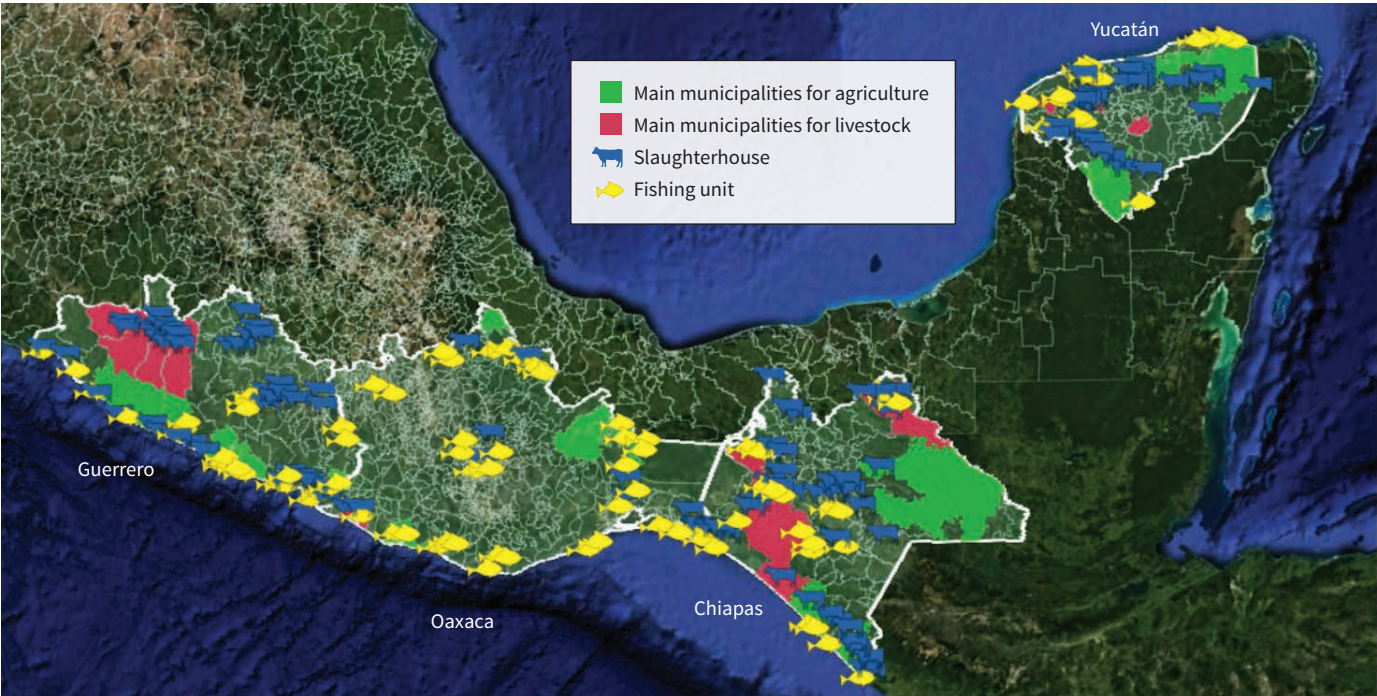 Yucatán
Main municipalities for agriculture
Main municipalities for livestock
Slaughterhouse
Fishing unit
Guerrero
Oaxaca
Chiapas